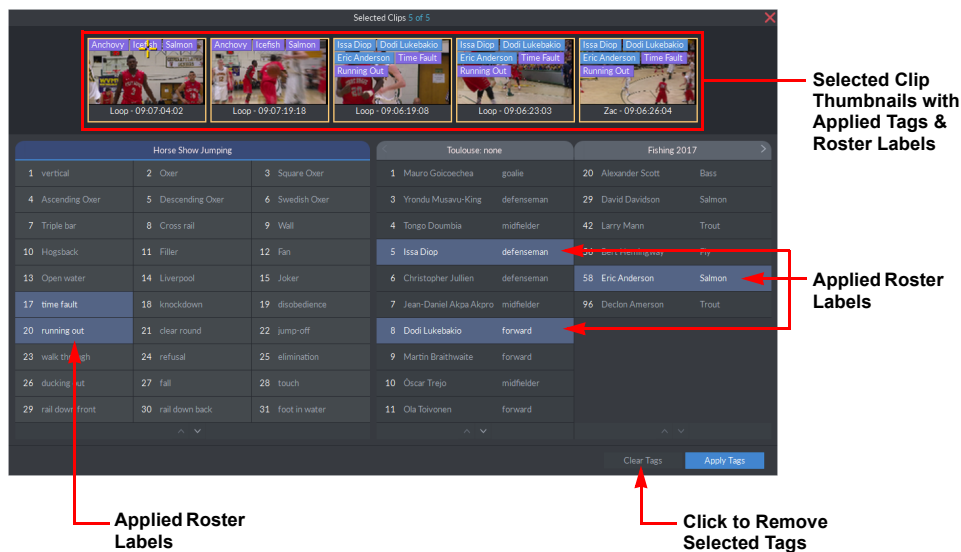 Selected Clips 5 of 5
Anchovy Icefish Salmon
Loop - 09:07:04:02
Anchovy Icefish Salmon
Loop - 09:07:19:18
Issa Diop Dodi Lukebakio
Eric Anderson Time Fault
Running Out
Loop - 09:06:19:08
Issa Diop Dodi Lukebakio
Eric Anderson Time Fault
Running Out
Loop - 09:06:23:03
Issa Diop Dodi Lukebakio
Eric Anderson Time Fault
Running Out
Zac - 09:06:26:04
Selected Clip
Thumbnails with
Applied Tags &
Roster Labels
Horse Show Jumping
1 vertical 2 Oxer 3 Square Oxer
4 Ascending Oxer 5 Descending Oxer 6 Swedish Oxer
7 Triple bar 8 Cross rail 9 Wall
10 Hogsback 11 Filler 12 Fan
13 Open water 14 Liverpool 15 Joker
17 time fault 18 knockdown 19 disobedience
20 running out 21 clear round 22 jump-off
23 walk through 24 refusal 25 elimination
26 ducking out 27 fall 28 touch
29 rail down front 30 rail down back 31 foot in water
Toulouse: none
1 Mauro Goicoechea goalie
3 Yrondu Musavu-King defenseman
4 Tongo Doumbia midfielder
5 Issa Diop defenseman
6 Christopher Jullien defenseman
7 Jean-Daniel Akpa Akpro midfielder
8 Dodi Lukebakio forward
9 Martin Braithwaite forward
10 Òscar Trejo midfielder
11 Ola Toivonen forward
Fishing 2017
20 Alexander Scott Bass
29 David Davidson Salmon
42 Larry Mann Trout
Bert Hemingway Fly
58 Eric Anderson Salmon
96 Declon Amerson Trout
Applied Roster
Labels
Clear Tags Apply Tags
Applied Roster
Labels
Click to Remove
Selected Tags